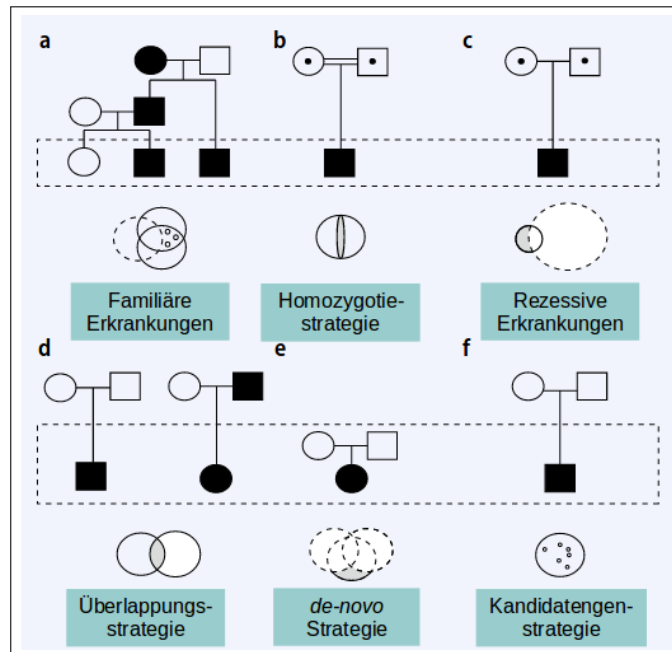 a
b
c
Familiäre
Erkrankungen
Homozygotie-
strategie
Rezessive
Erkrankungen
d
e
f
Überlappungs-
strategie
de-novo
Strategie
Kandidatengen-
strategie